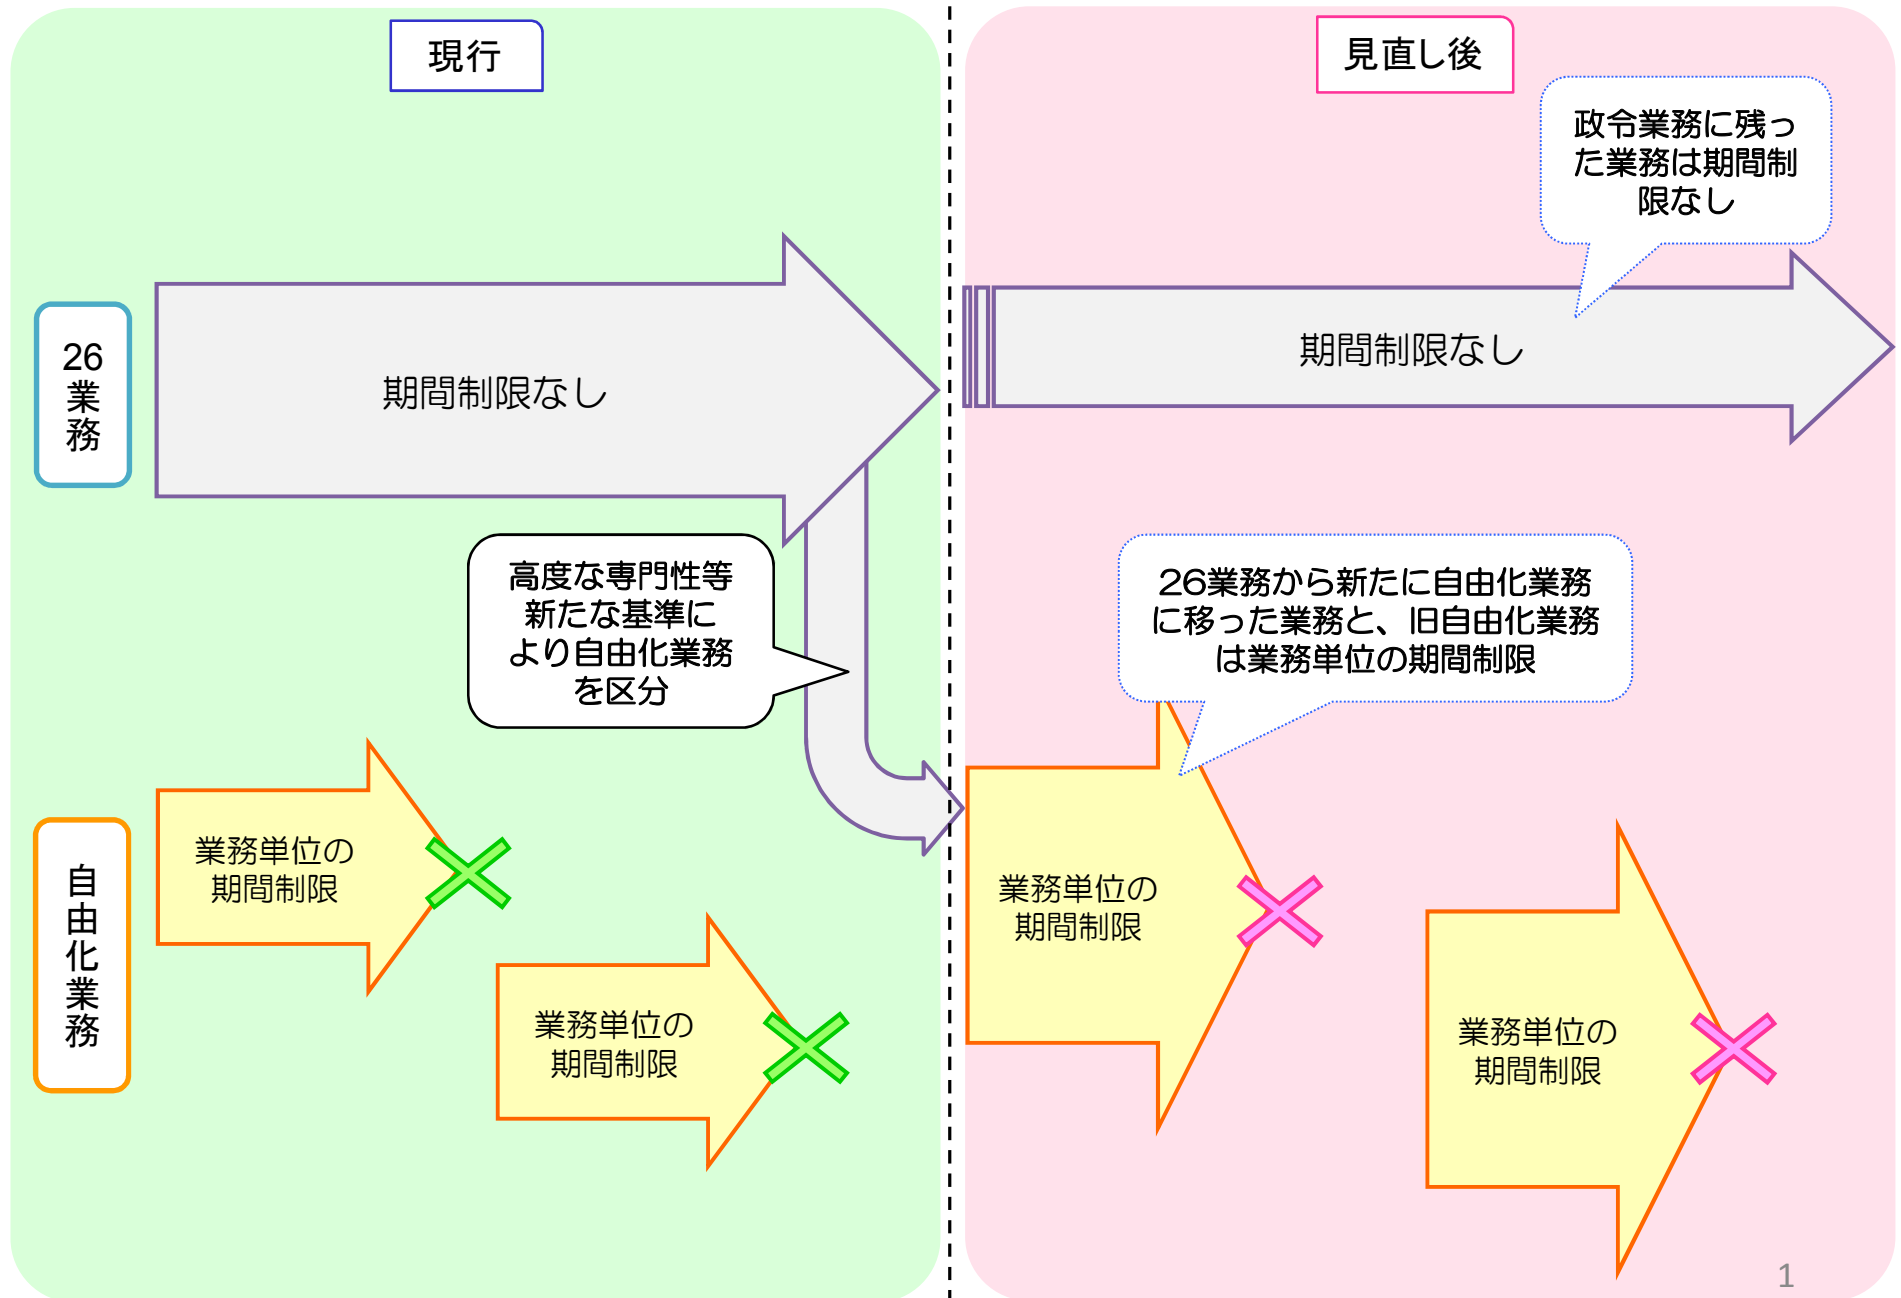 現行
26
業
務
期間制限なし
高度な専門性等
新たな基準に
より自由化業務
を区分
自
由
化
業
務
業務単位の
期間制限
業務単位の
期間制限
見直し後
政令業務に残っ
た業務は期間制
限なし
期間制限なし
26業務から新たに自由化業務
に移った業務と、旧自由化業務
は業務単位の期間制限
業務単位の
期間制限
業務単位の
期間制限
1